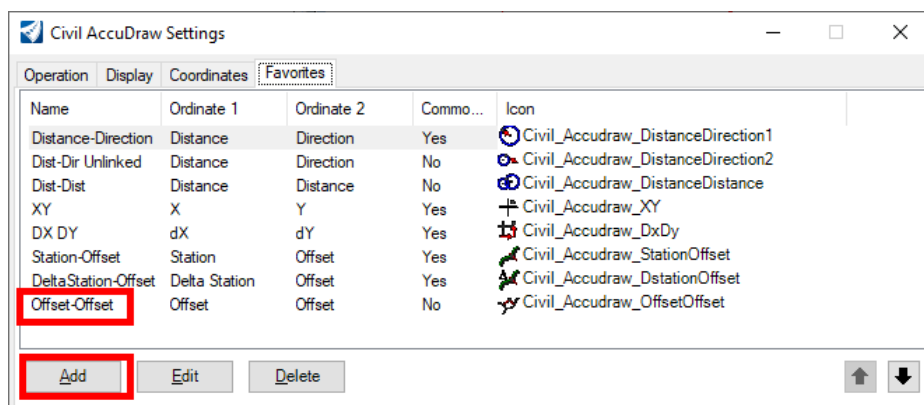 Civil AccuDraw Settings
Operation Display Coordinates Favorites
Name Ordinate 1 Ordinate 2 Commo... Icon
Distance-Direction Distance Direction Yes Civil_Accudraw_DistanceDirection1
Dist-Dir Unlinked Distance Direction No Civil_Accudraw_DistanceDirection2
Dist-Dist Distance Distance No Civil_Accudraw_DistanceDistance
XY X Y Yes Civil_Accudraw_XY
DX DY dX dY Yes Civil_Accudraw_DxDy
Station-Offset Station Offset Yes Civil_Accudraw_StationOffset
DeltaStation-Offset Delta Station Offset Yes Civil_Accudraw_DstationOffset
Offset-Offset Offset Offset No Civil_Accudraw_OffsetOffset
Add Edit Delete